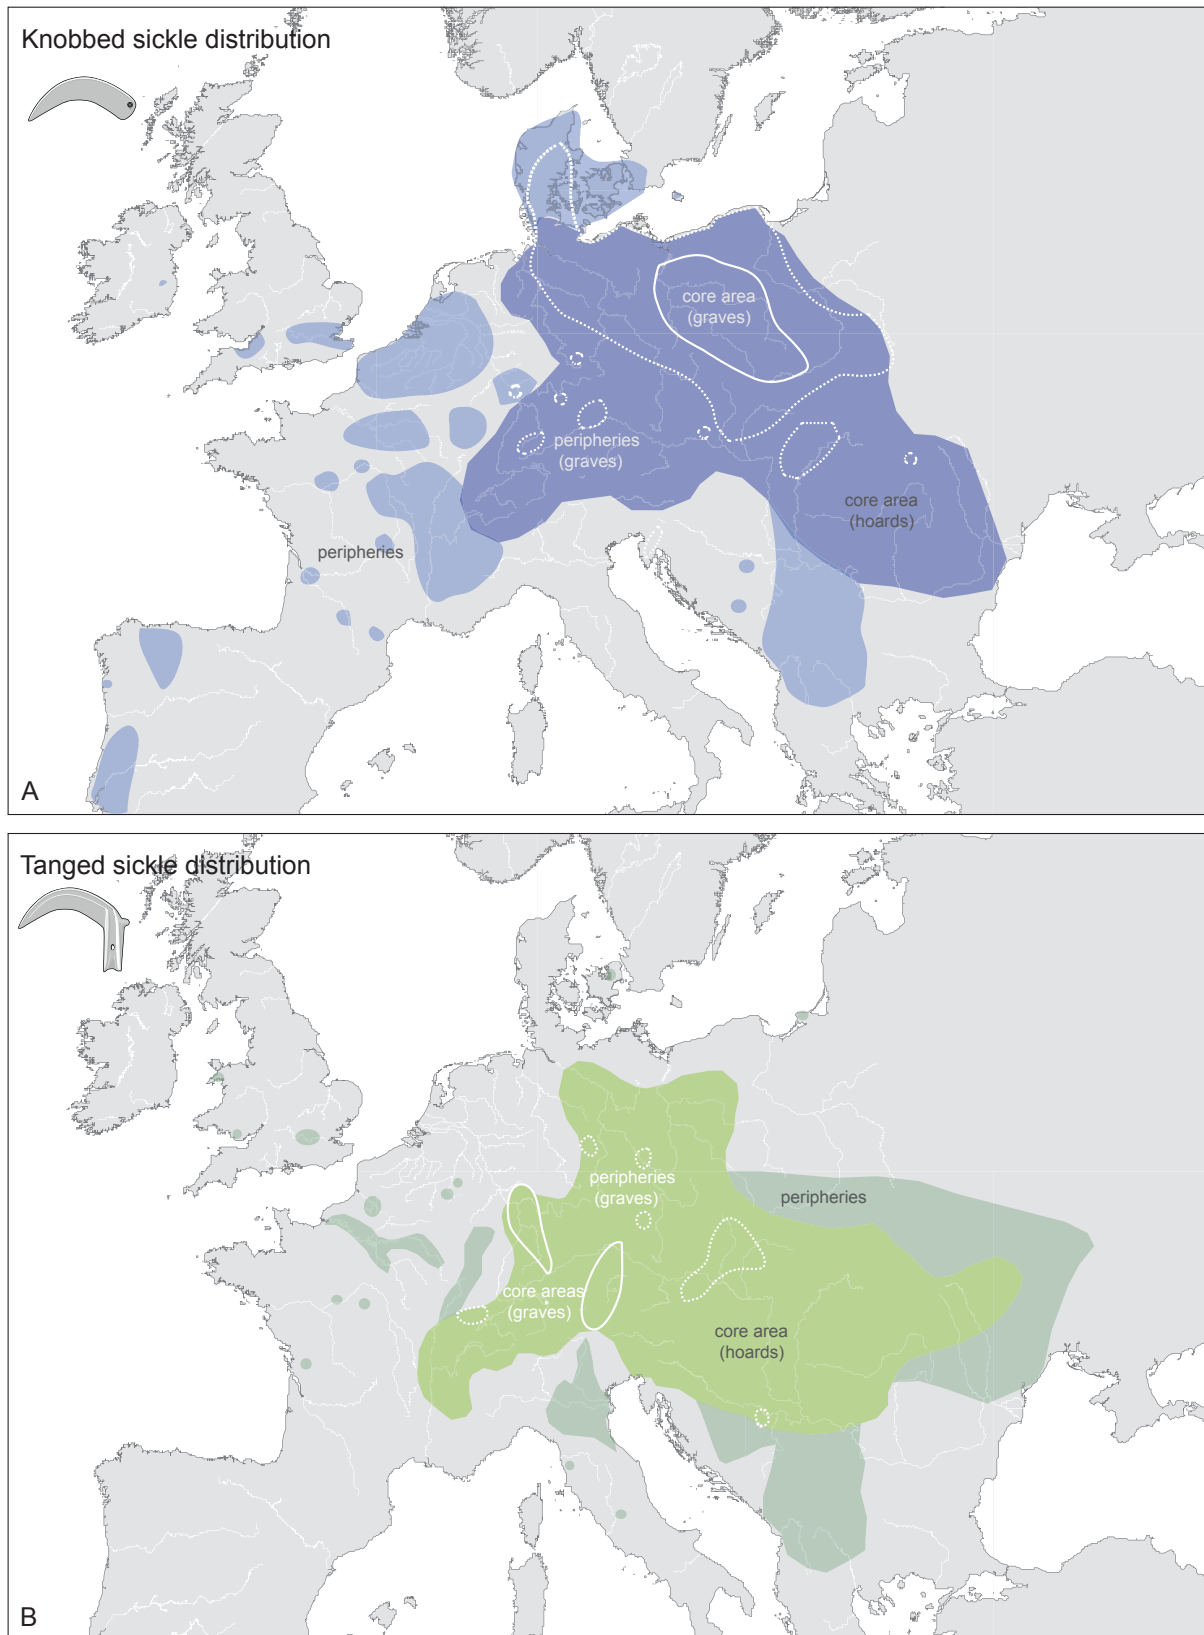 Knobbed sickle distribution
core area
(graves)
peripheries
(graves)
core area
(hoards)
peripheries
A
Tanged sickle distribution
peripheries
(graves)
peripheries
core areas
(graves)
core area
(hoards)
B